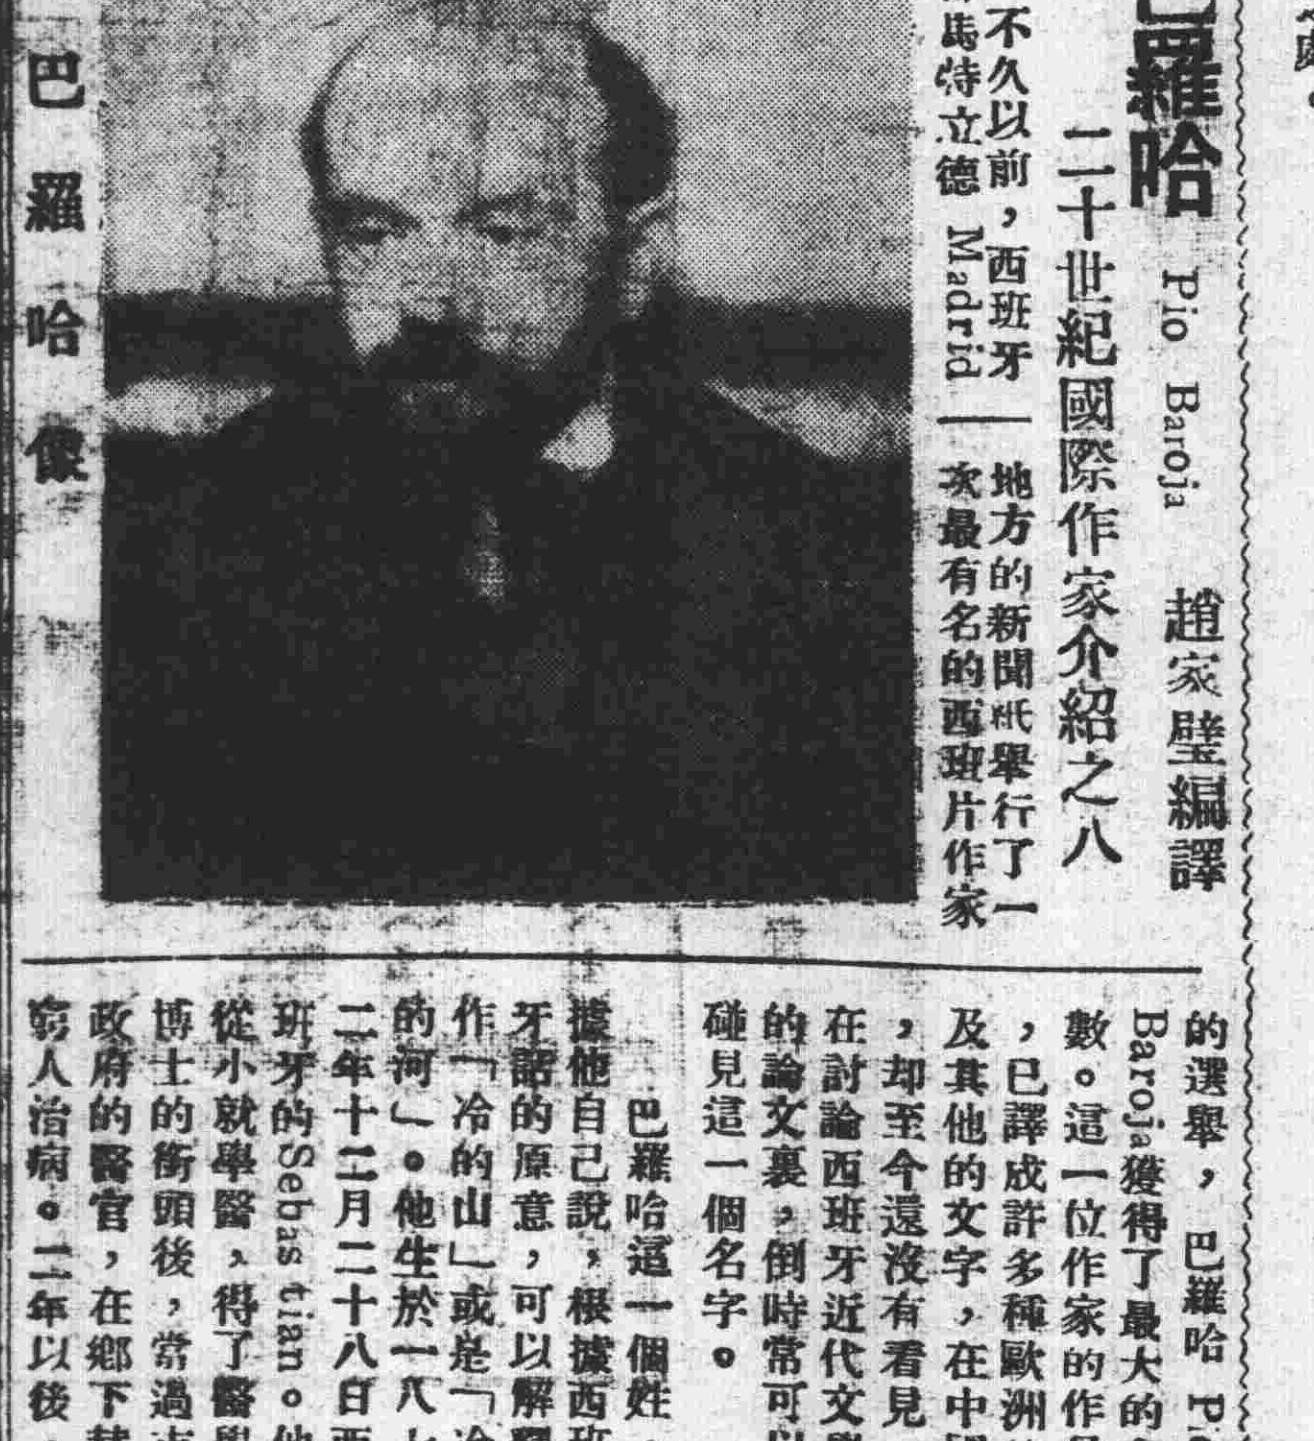 羅哈 Pio Baroja 趙家璧編譯
二十世紀國際作家介紹之八
不久以前,西班牙
馬特立德 Madrid
地方的新聞紙舉行了一
次最有名的西班片作家
巴羅哈像
的選舉,巴羅哈
Baroja獲得了最大的
數。這一位作家的作
,已譯成許多種歐洲
及其他的文字,在中
,却至今還沒有看見
在討論西班牙近代文
的論文裏,倒時常可
碰見這一個名字。
巴羅哈這一個姓
據他自己說,根據西班
牙語的原意,可以解
作「冷的山」或是「冷
的河」。他生於一八七
二年十二月二十八日西
班牙的Sebas tian。他
從小就學醫,得了醫學
博士的銜頭後,當過
政府的醫官,在鄉下
窮人治病。二年以後